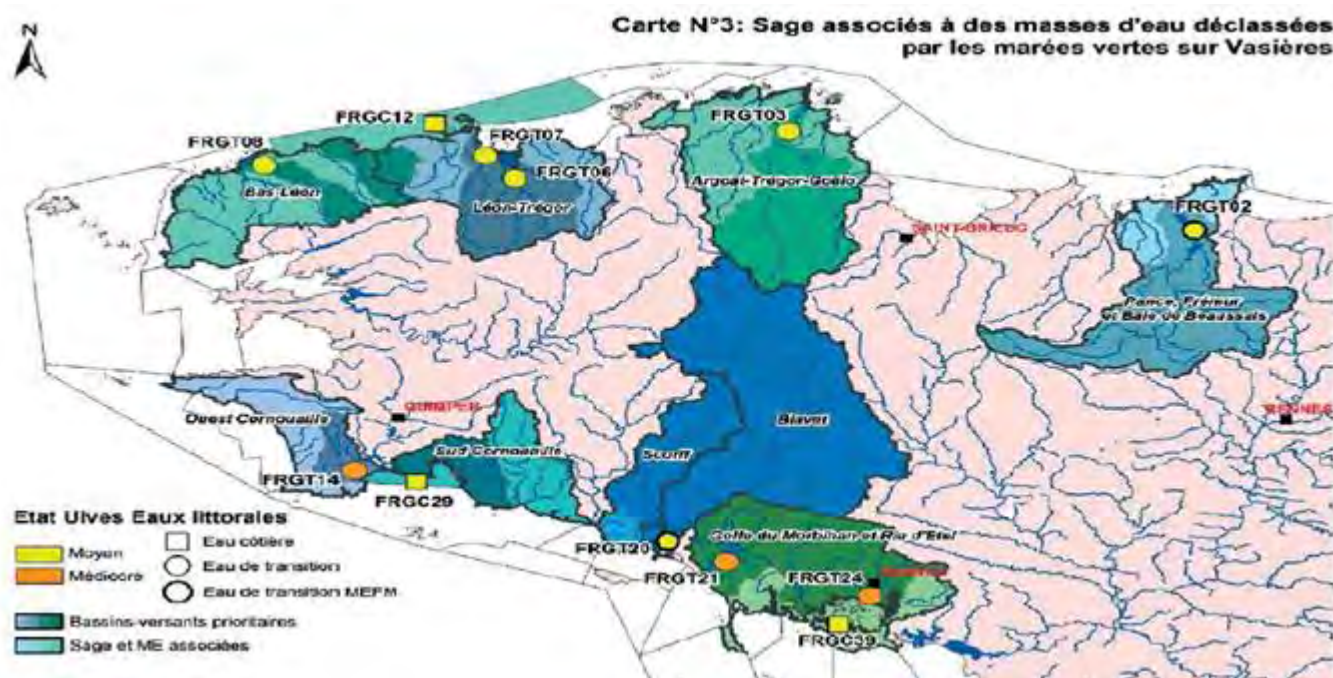 Carte N°3: Sage associés à des masses d'eau déclassées
par les marées vertes sur Vasières
N
FRGC12
FRGT03
FRGT08
FRGT07
FRGT06
Bas-Léon
Léon-Trégor
Argoat-Trégor-Goëlo
FRGT02
SAINT-BRIEUC
Rance, Frémur
et Baie de Beaussais
Ouest Cornouaille
QUIMPER
Sud Cornouaille
Scorff
Blavet
RENNES
FRGT14
FRGC29
FRGT20
Golfe du Morbihan et Ria d'Etel
FRGT21
FRGT24
FRGC39
Etat Ulves Eaux littorales
Moyen
Médiocre
Eau côtière
Eau de transition
Eau de transition MEFM
Bassins-versants prioritaires
Sage et ME associées